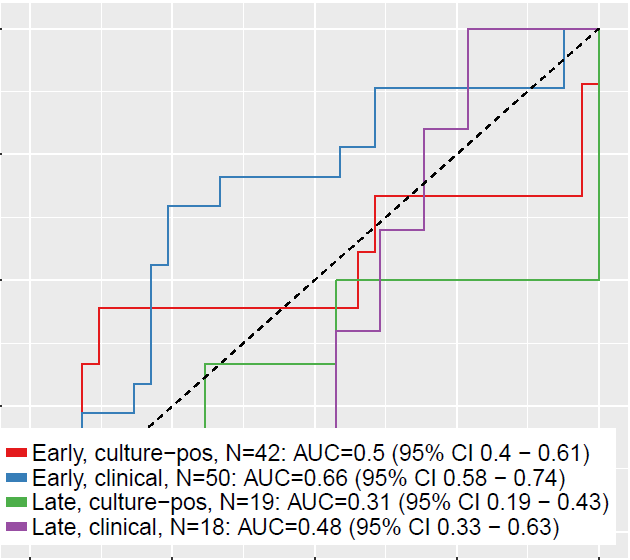 Early, culture−pos, N=42: AUC=0.5 (95% CI 0.4 − 0.61)
Early, clinical, N=50: AUC=0.66 (95% CI 0.58 − 0.74)
Late, culture−pos, N=19: AUC=0.31 (95% CI 0.19 − 0.43)
Late, clinical, N=18: AUC=0.48 (95% CI 0.33 − 0.63)